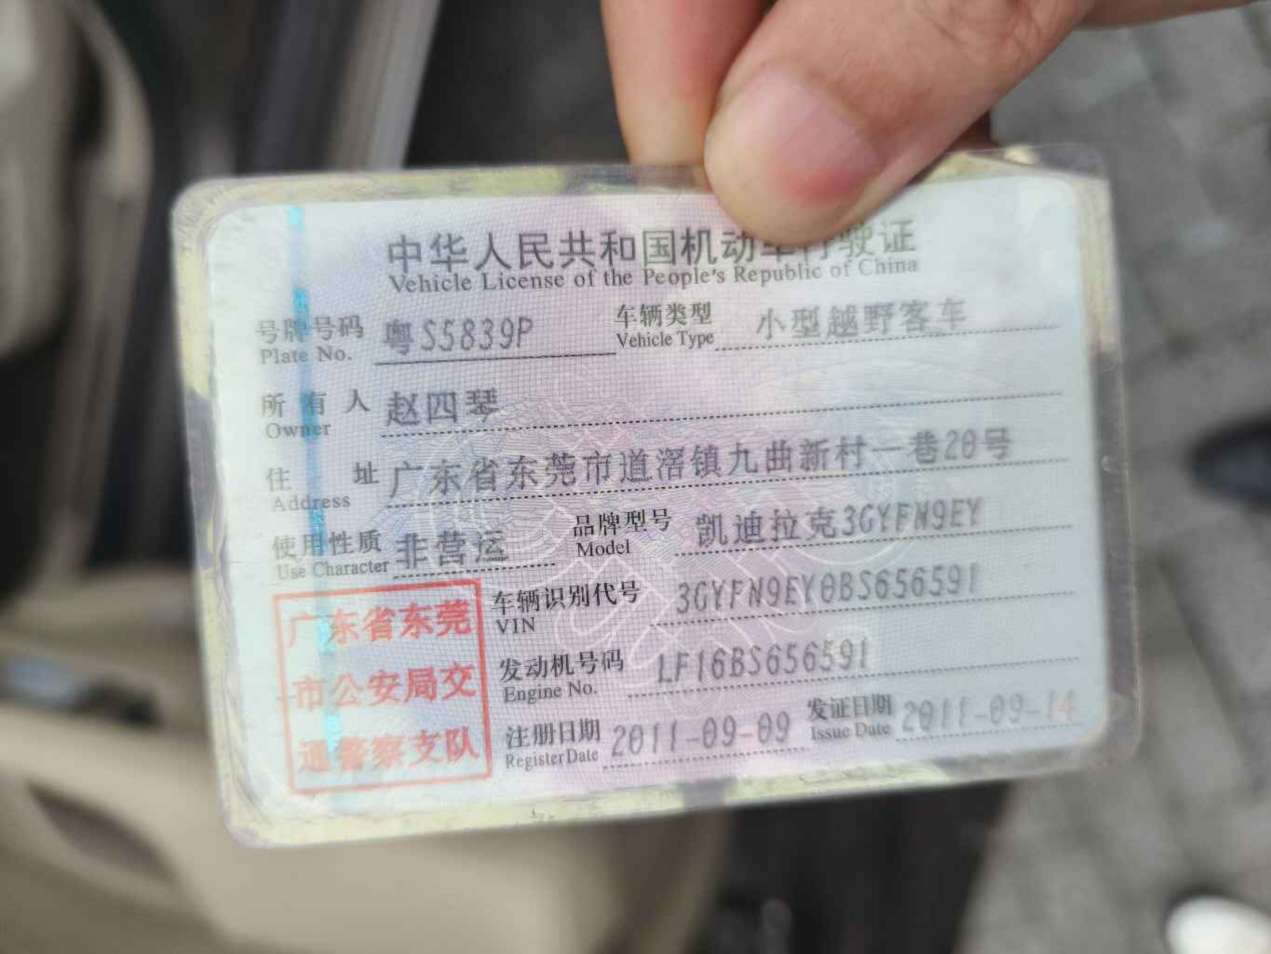 中华人民共和国机动车行驶证
Vehicle License of the People's Republic of China
号牌号码 粤S5839P 车辆类型 小型越野客车
Plate No. Vehicle Type
所有人 赵四琴
Owner
住址 广东省东莞市道滘镇九曲新村一巷20号
Address
使用性质 非营运 品牌型号 凯迪拉克3GYFN9EY
Use Character Model
车辆识别代号 3GYFN9EY0BS656591
VIN
发动机号码 LF16BS656591
Engine No.
注册日期 2011-09-09 发证日期 2011-09-14
Register Date Issue Date
广东省东莞
市公安局交
通警察支队